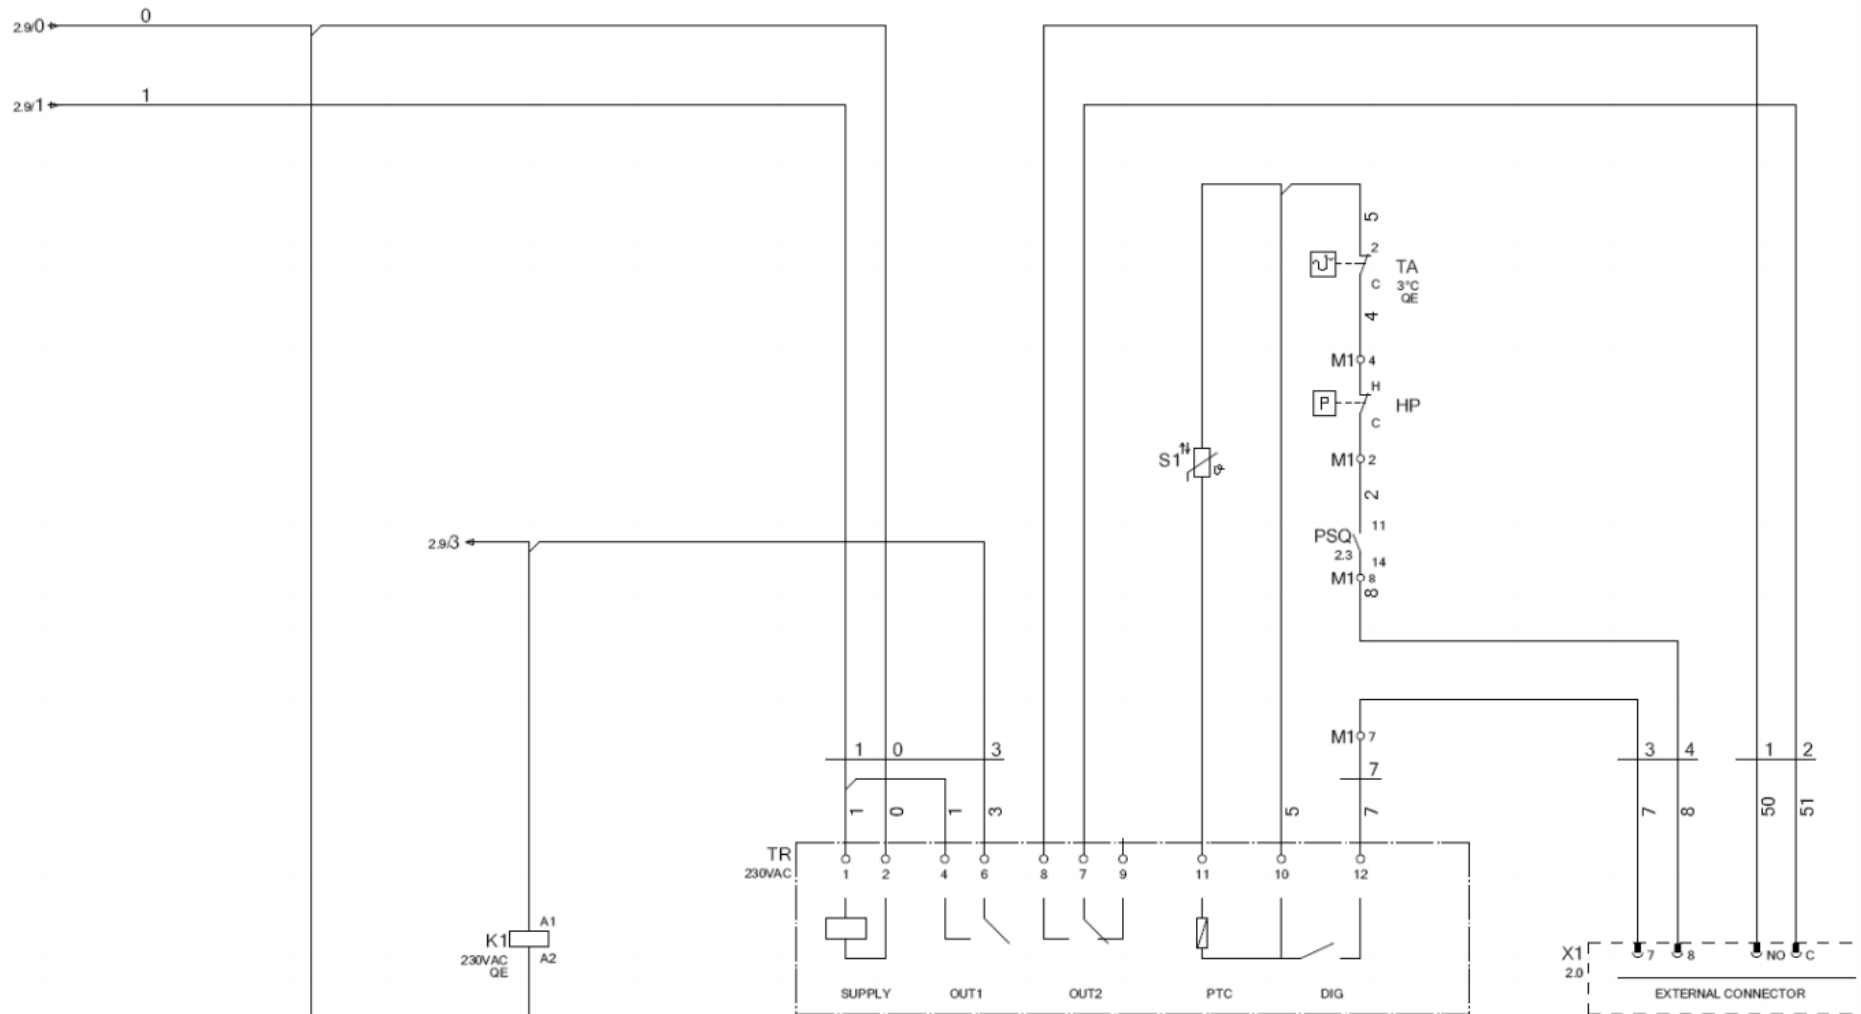 2.9/0
0
2.9/1
1
5
2
TA
C
3°C
QE
4
M1
4
H
P
HP
C
S1
M1
2
2
11
PSQ
2.3
14
M1
8
8
2.9/3
M1
7
1
0
3
7
3
4
1
2
1
0
1
3
5
7
7
8
50
51
TR
230VAC
1
2
4
6
8
7
9
11
10
12
K1
A1
230VAC
A2
QE
X1
7
8
NO
C
2.0
SUPPLY
OUT1
OUT2
PTC
DIG
EXTERNAL CONNECTOR